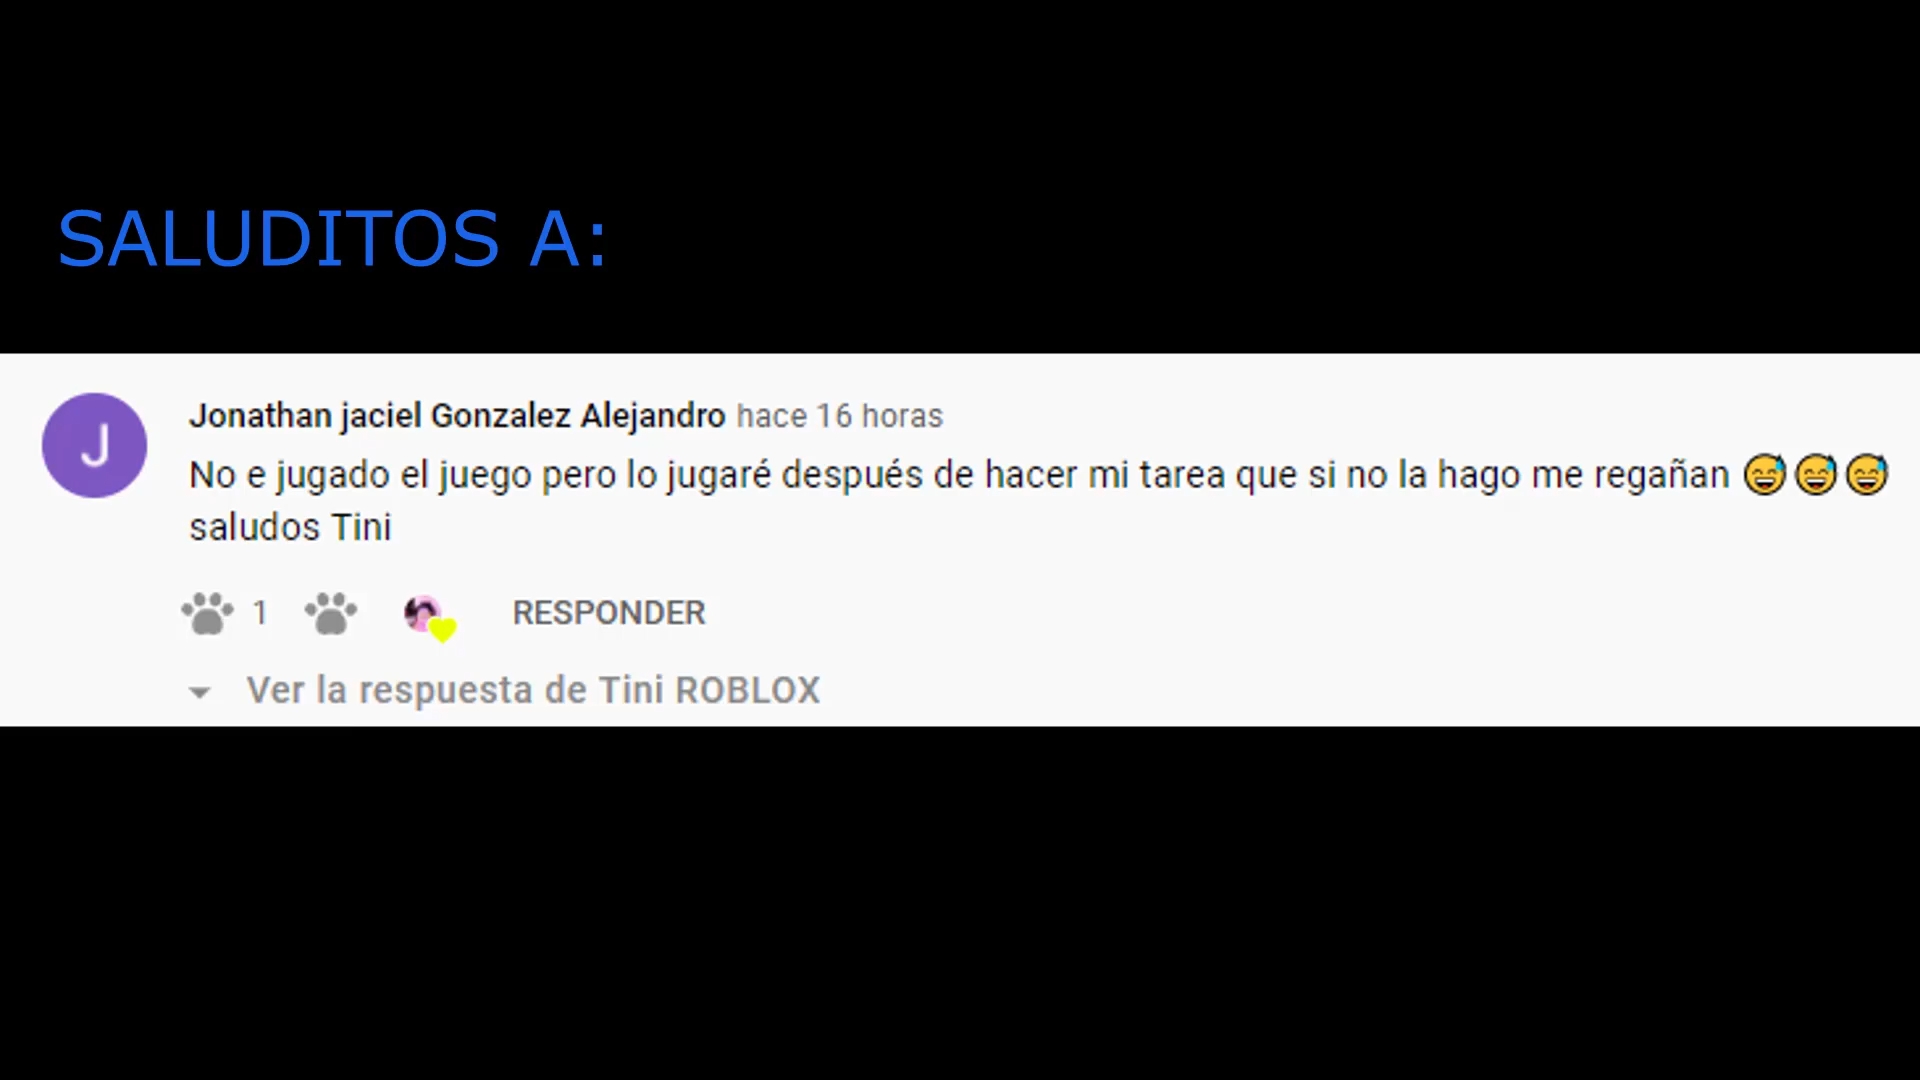 SALUDITOS A:
J
Jonathan jaciel Gonzalez Alejandro hace 16 horas
No e jugado el juego pero lo jugaré después de hacer mi tarea que si no la hago me regañan 😅😅😅
saludos Tini
1 RESPONDER
Ver la respuesta de Tini ROBLOX